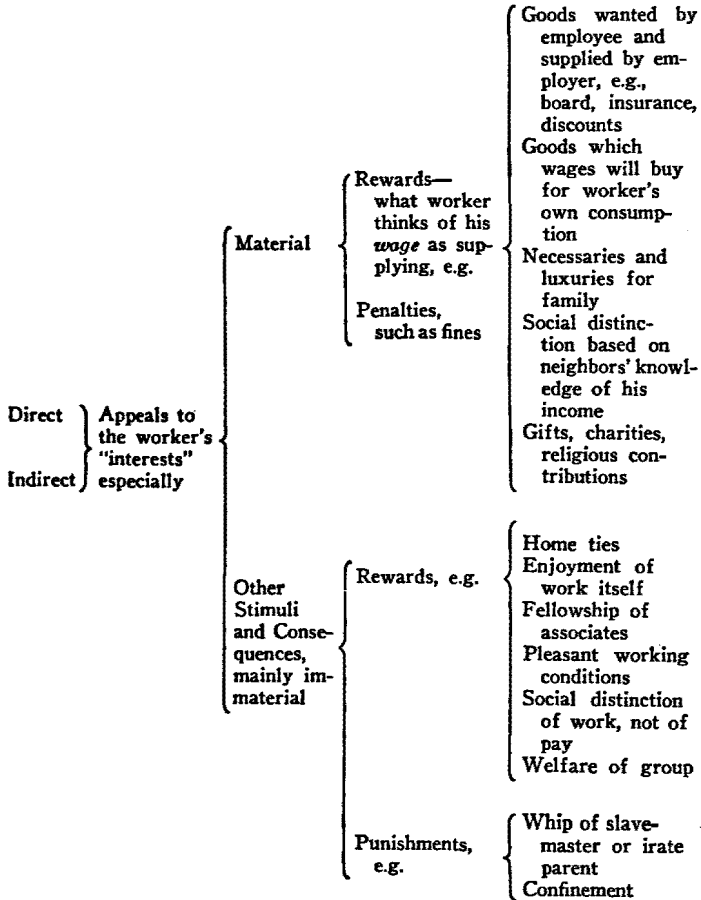 Direct
Indirect
Appeals to
the worker's
"interests"
especially
Material
Rewards—
what worker
thinks of his
wage as sup-
plying, e.g.
Goods wanted by
employee and
supplied by em-
ployer, e.g.,
board, insurance,
discounts
Goods which
wages will buy
for worker's
own consump-
tion
Necessaries and
luxuries for
family
Social distinc-
tion based on
neighbors' knowl-
edge of his
income
Gifts, charities,
religious con-
tributions
Penalties,
such as fines
Other
Stimuli
and Conse-
quences,
mainly im-
material
Rewards, e.g.
Home ties
Enjoyment of
work itself
Fellowship of
associates
Pleasant working
conditions
Social distinction
of work, not of
pay
Welfare of group
Punishments,
e.g.
Whip of slave-
master or irate
parent
Confinement